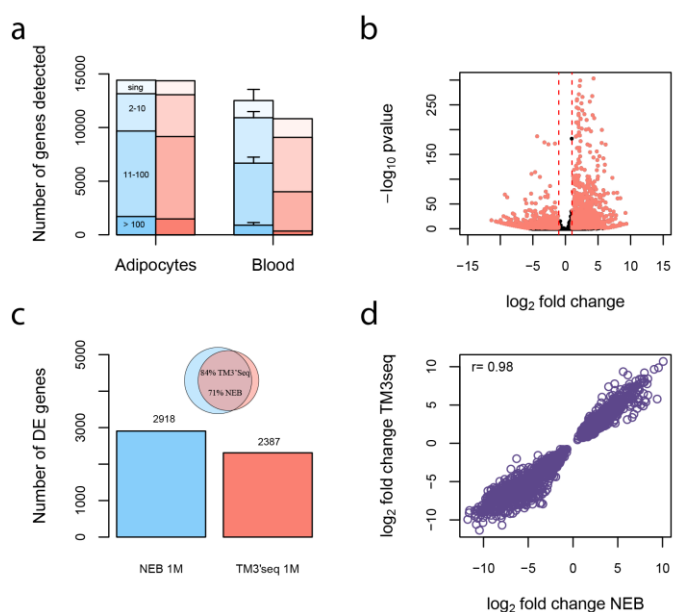 a
Number of genes detected
15000
10000
5000
0
sing
2-10
11-100
> 100
Adipocytes
Blood
b
−log10 pvalue
250
150
100
50
0
−15
−10
−5
0
5
10
15
log2 fold change
c
Number of DE genes
5000
3000
1000
0
84% TM3'Seq
71% NEB
2918
2387
NEB 1M
TM3'seq 1M
d
log2 fold change TM3seq
10
5
0
−5
−10
r= 0.98
−10
−5
0
5
10
log2 fold change NEB